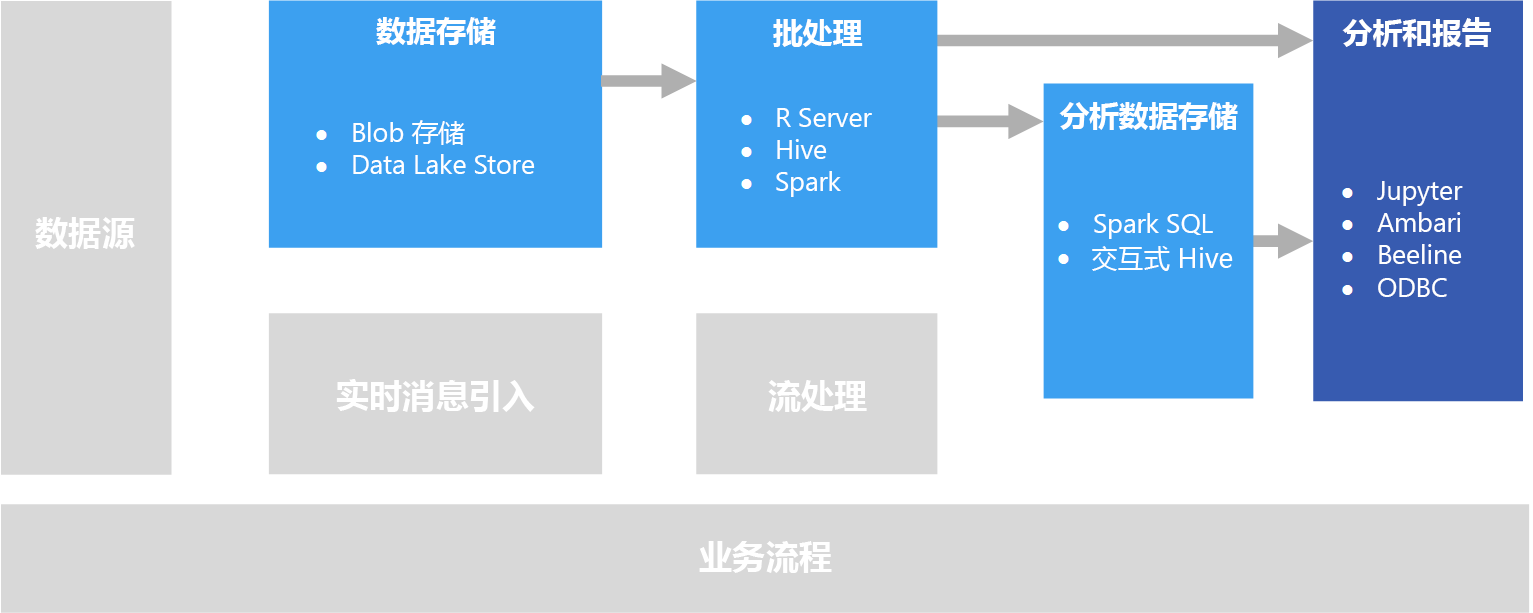 数据源
数据存储
● Blob 存储
● Data Lake Store
批处理
● R Server
● Hive
● Spark
分析数据存储
● Spark SQL
● 交互式 Hive
分析和报告
● Jupyter
● Ambari
● Beeline
● ODBC
实时消息引入
流处理
业务流程